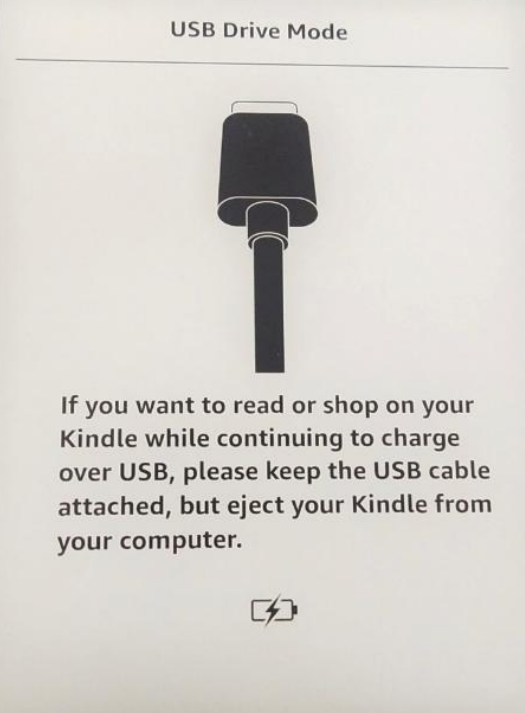 USB Drive Mode
If you want to read or shop on your
Kindle while continuing to charge
over USB, please keep the USB cable
attached, but eject your Kindle from
your computer.